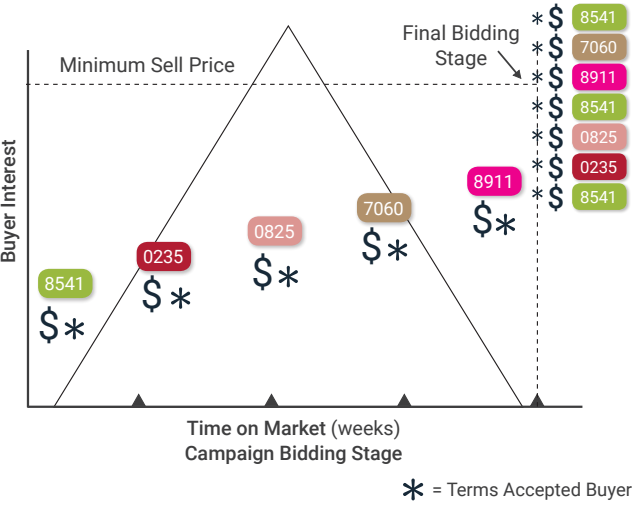 Final Bidding
Stage
Minimum Sell Price
* $ 8541
* $ 7060
* $ 8911
* $ 8541
* $ 0825
* $ 0235
* $ 8541
Buyer Interest
8541
$*
0235
$*
0825
$*
7060
$*
8911
$*
Time on Market (weeks)
Campaign Bidding Stage
* = Terms Accepted Buyer